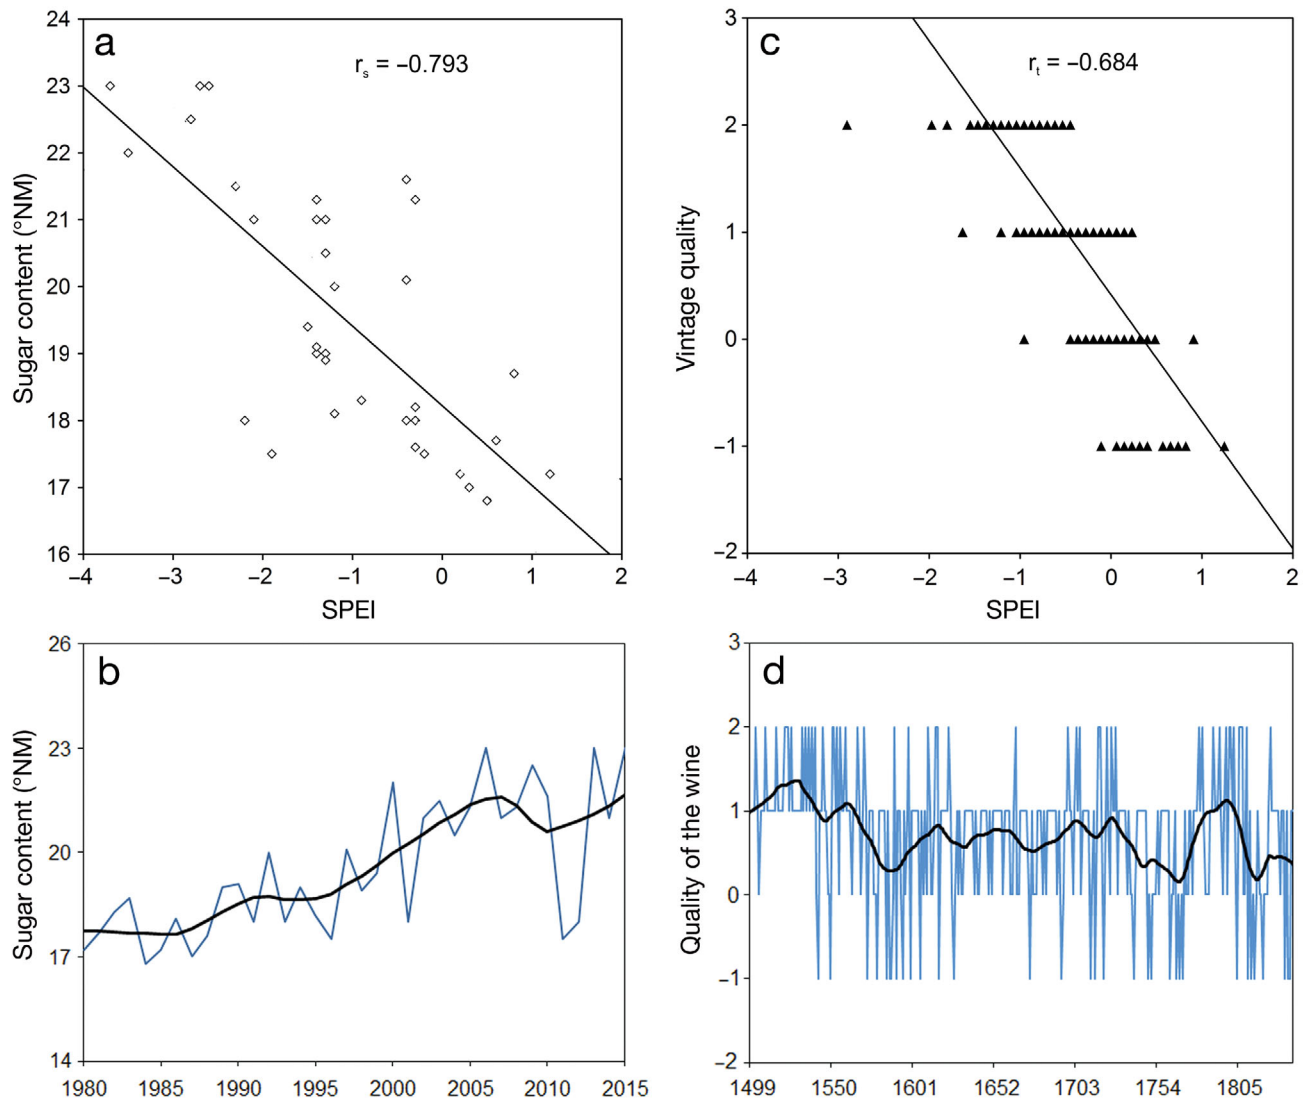 a
rs = −0.793
Sugar content (°NM)
24
23
22
21
20
19
18
17
16
−4 −3 −2 −1 0 1 2
SPEI
c
rt = −0.684
Vintage quality
3
2
1
0
−1
−2
−4 −3 −2 −1 0 1 2
SPEI
b
Sugar content (°NM)
26
23
20
17
14
1980 1985 1990 1995 2000 2005 2010 2015
d
Quality of the wine
3
2
1
0
−1
−2
1499 1550 1601 1652 1703 1754 1805